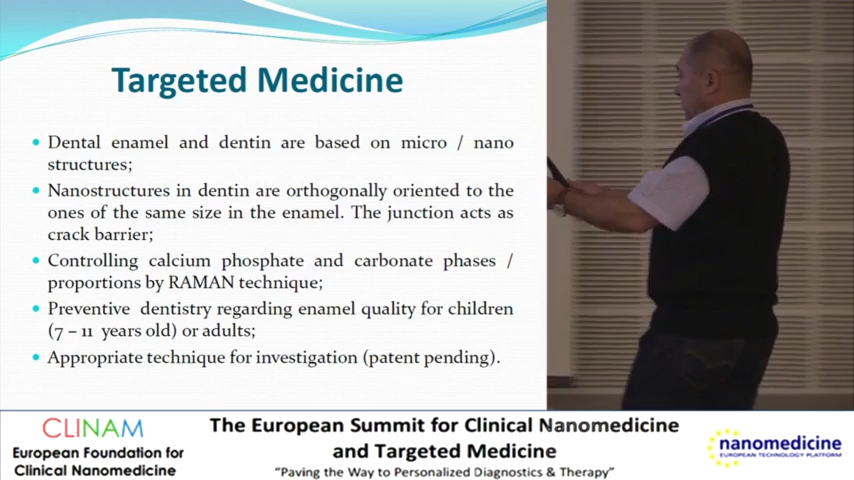 Targeted Medicine
Dental enamel and dentin are based on micro / nano
structures;
Nanostructures in dentin are orthogonally oriented to the
ones of the same size in the enamel. The junction acts as
crack barrier;
Controlling calcium phosphate and carbonate phases /
proportions by RAMAN technique;
Preventive dentistry regarding enamel quality for children
(7 – 11 years old) or adults;
Appropriate technique for investigation (patent pending).
CLINAM
European Foundation for
Clinical Nanomedicine
The European Summit for Clinical Nanomedicine
and Targeted Medicine
"Paving the Way to Personalized Diagnostics & Therapy"
nanomedicine
EUROPEAN TECHNOLOGY PLATFORM